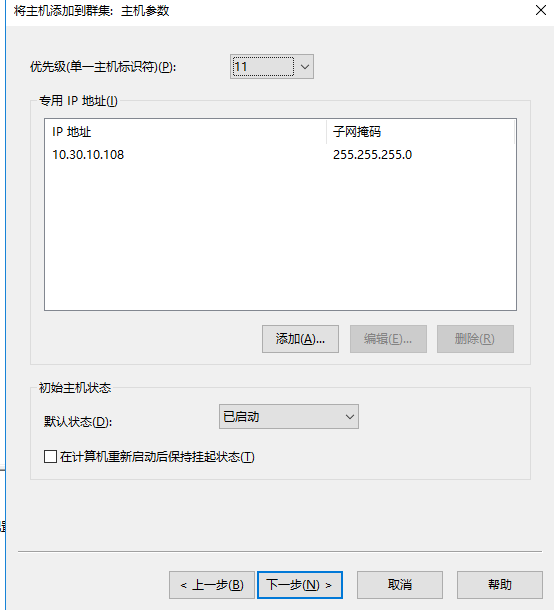 将主机添加到群集: 主机参数
优先级(单一主机标识符)(P): 11
专用 IP 地址(I)
IP 地址 子网掩码
10.30.10.108 255.255.255.0
添加(A)... 编辑(E)... 删除(R)
初始主机状态
默认状态(D): 已启动
在计算机重新启动后保持挂起状态(T)
< 上一步(B) 下一步(N) > 取消 帮助